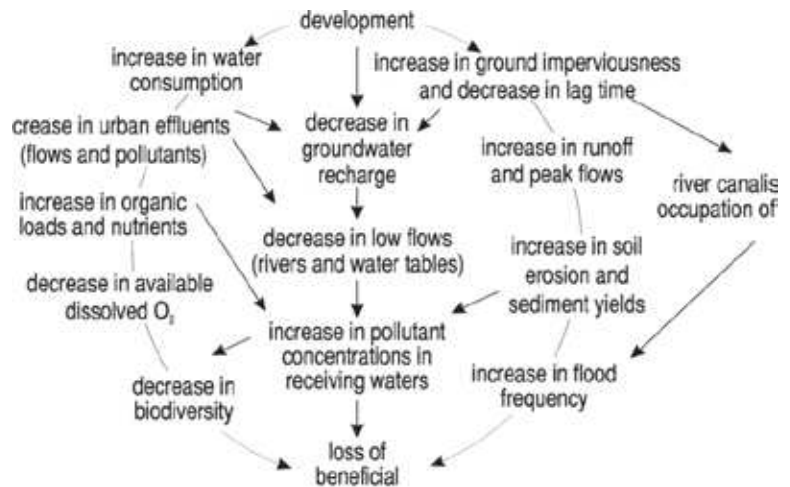 development
increase in water
consumption
increase in ground imperviousness
and decrease in lag time
crease in urban effluents
(flows and pollutants)
decrease in
groundwater
recharge
increase in runoff
and peak flows
river canalis
occupation of
increase in organic
loads and nutrients
decrease in low flows
(rivers and water tables)
increase in soil
erosion and
sediment yields
decrease in available
dissolved O
increase in pollutant
concentrations in
receiving waters
decrease in
biodiversity
increase in flood
frequency
loss of
beneficial